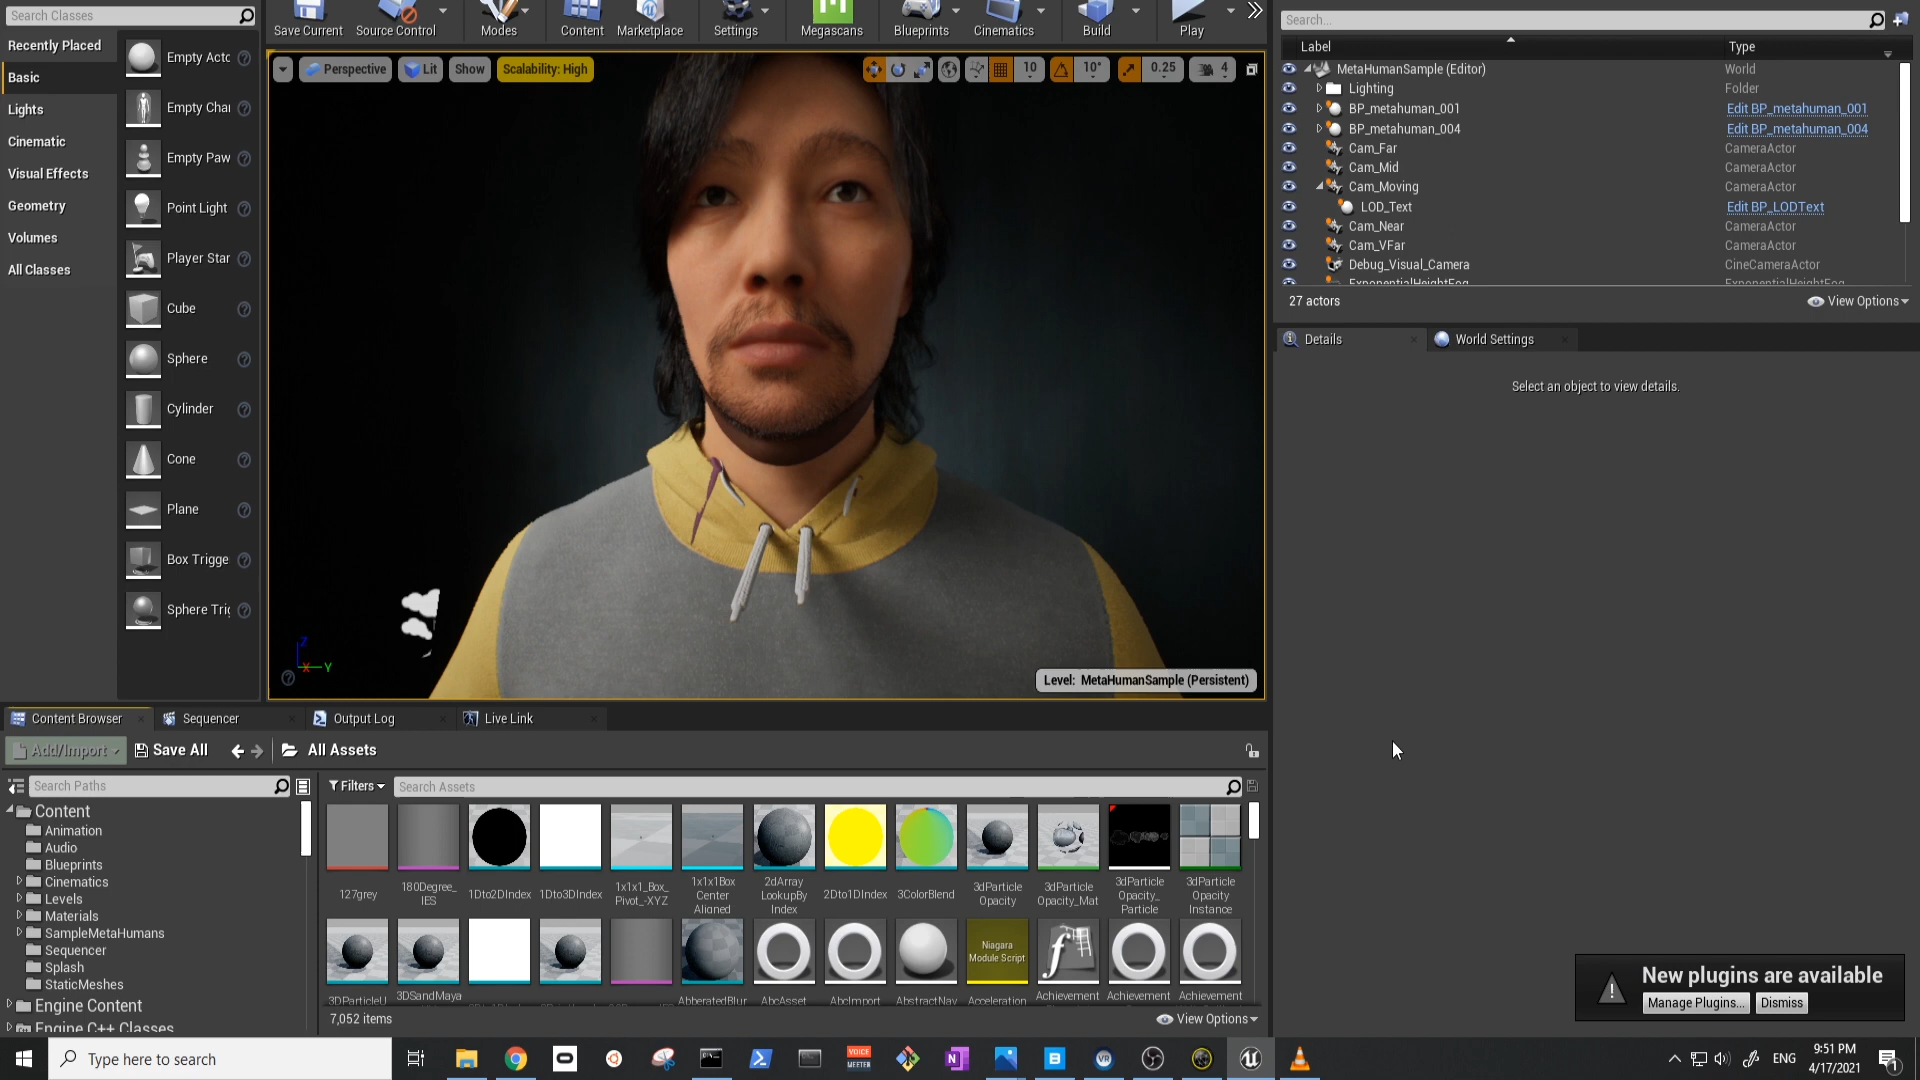 Search Classes
Recently Placed
Basic
Lights
Cinematic
Visual Effects
Geometry
Volumes
All Classes
Empty Actc
Empty Chai
Empty Paw
Point Light
Player Star
Cube
Sphere
Cylinder
Cone
Plane
Box Trigge
Sphere Trig
Save Current
Source Control
Modes
Content
Marketplace
Settings
Megascans
Blueprints
Cinematics
Build
Play
Perspective
Lit
Show
Scalability: High
10
10°
0.25
4
Z
X
Y
Level: MetaHumanSample (Persistent)
Search...
Label
Type
MetaHumanSample (Editor) World
Lighting Folder
BP_metahuman_001 Edit BP_metahuman_001
BP_metahuman_004 Edit BP_metahuman_004
Cam_Far CameraActor
Cam_Mid CameraActor
Cam_Moving CameraActor
LOD_Text Edit BP_LODText
Cam_Near CameraActor
Cam_VFar CameraActor
Debug_Visual_Camera CineCameraActor
ExponentialHeightFog ExponentialHeightFog
27 actors
View Options
Details
World Settings
Select an object to view details.
Content Browser
Sequencer
Output Log
Live Link
Add/Import
Save All
All Assets
Search Paths
Filters
Search Assets
Content
Animation
Audio
Blueprints
Cinematics
Levels
Materials
SampleMetaHumans
Sequencer
Splash
StaticMeshes
Engine Content
Engine C++ Classes
127grey
180Degree_
IES
1Dto2DIndex
1Dto3DIndex
1x1x1_Box_
Pivot_-XYZ
1x1x1Box
Center
Aligned
2dArray
LookupBy
Index
2Dto1DIndex
3ColorBlend
3dParticle
Opacity
3dParticle
Opacity_Mat
3dParticle
Opacity_
Particle
3dParticle
Opacity
Instance
Niagara
Module Script
3DParticleU
3DSandMaya
AbberatedBlur
AbcAsset
AbcImport
AbstractNav
Acceleration
Achievement
Achievement
Achievement
7,052 items
View Options
New plugins are available
Manage Plugins...
Dismiss
Type here to search
VOICE
MEETER
ENG
9:51 PM
4/17/2021
1